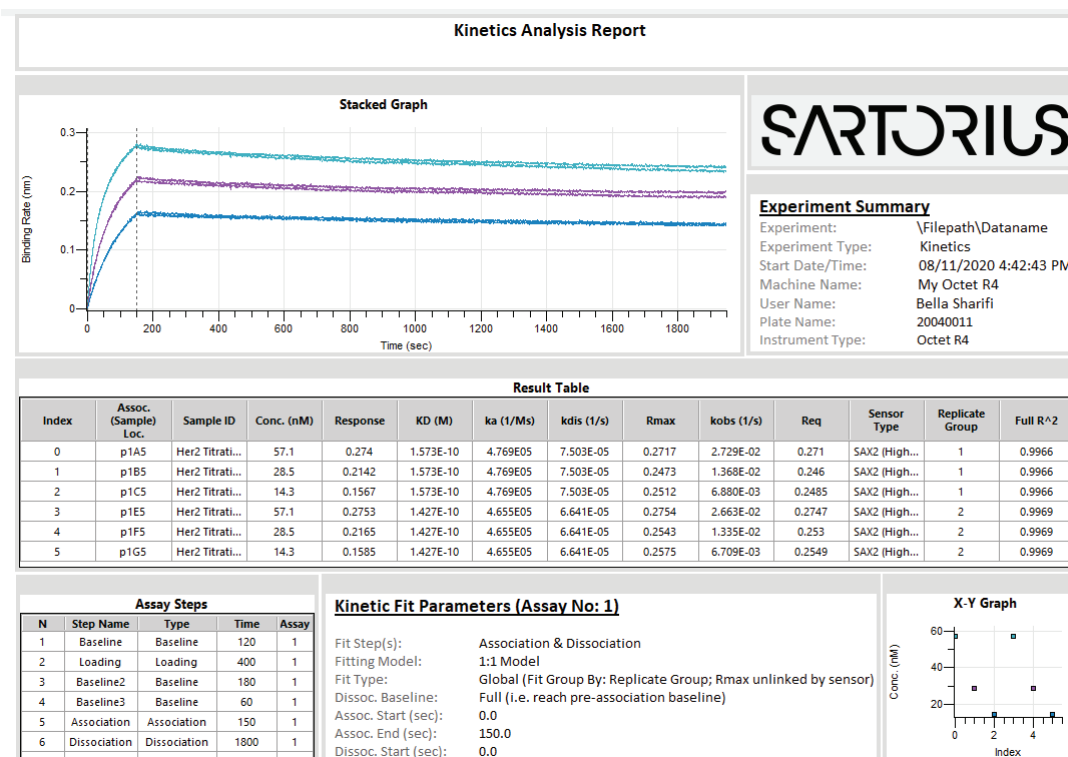 Kinetics Analysis Report
Stacked Graph
0.3
0.2
0.1
0
Binding Rate (nm)
0 200 400 600 800 1000 1200 1400 1600 1800
Time (sec)
SARTORIUS
Experiment Summary
Experiment: \Filepath\Dataname
Experiment Type: Kinetics
Start Date/Time: 08/11/2020 4:42:43 PM
Machine Name: My Octet R4
User Name: Bella Sharifi
Plate Name: 20040011
Instrument Type: Octet R4
Result Table
Index Assoc. (Sample) Loc. Sample ID Conc. (nM) Response KD (M) ka (1/Ms) kdis (1/s) Rmax kobs (1/s) Req Sensor Type Replicate Group Full R^2
0 p1A5 Her2 Titrati... 57.1 0.274 1.573E-10 4.769E05 7.503E-05 0.2717 2.729E-02 0.271 SAX2 (High... 1 0.9966
1 p1B5 Her2 Titrati... 28.5 0.2142 1.573E-10 4.769E05 7.503E-05 0.2473 1.368E-02 0.246 SAX2 (High... 1 0.9966
2 p1C5 Her2 Titrati... 14.3 0.1567 1.573E-10 4.769E05 7.503E-05 0.2512 6.880E-03 0.2485 SAX2 (High... 1 0.9966
3 p1E5 Her2 Titrati... 57.1 0.2753 1.427E-10 4.655E05 6.641E-05 0.2754 2.663E-02 0.2747 SAX2 (High... 2 0.9969
4 p1F5 Her2 Titrati... 28.5 0.2165 1.427E-10 4.655E05 6.641E-05 0.2543 1.335E-02 0.253 SAX2 (High... 2 0.9969
5 p1G5 Her2 Titrati... 14.3 0.1585 1.427E-10 4.655E05 6.641E-05 0.2575 6.709E-03 0.2549 SAX2 (High... 2 0.9969
Assay Steps
N Step Name Type Time Assay
1 Baseline Baseline 120 1
2 Loading Loading 400 1
3 Baseline2 Baseline 180 1
4 Baseline3 Baseline 60 1
5 Association Association 150 1
6 Dissociation Dissociation 1800 1
Kinetic Fit Parameters (Assay No: 1)
Fit Step(s): Association & Dissociation
Fitting Model: 1:1 Model
Fit Type: Global (Fit Group By: Replicate Group; Rmax unlinked by sensor)
Dissoc. Baseline: Full (i.e. reach pre-association baseline)
Assoc. Start (sec): 0.0
Assoc. End (sec): 150.0
Dissoc. Start (sec): 0.0
X-Y Graph
60
40
20
Conc. (nM)
0 2 4
Index